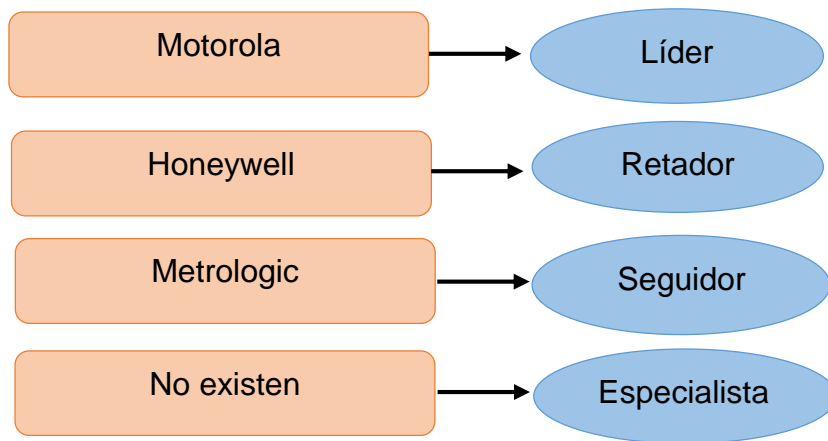 Motorola
Líder
Honeywell
Retador
Metrologic
Seguidor
No existen
Especialista